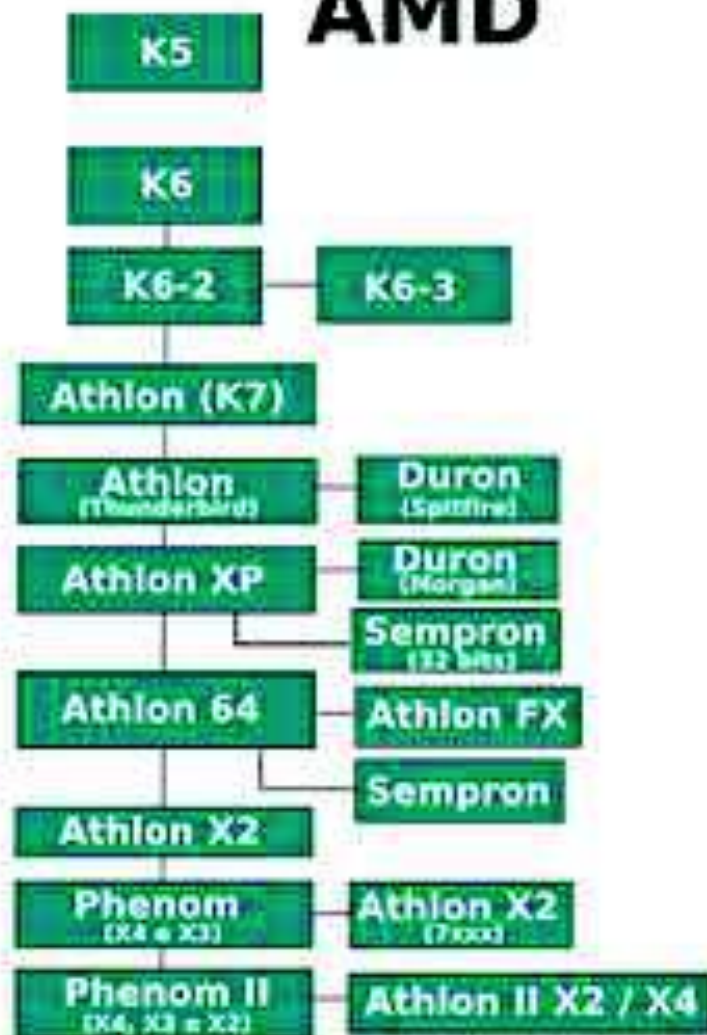 AMD
K5
K6
K6-2
K6-3
Athlon (K7)
Athlon
(Thunderbird)
Duron
(Spitfire)
Athlon XP
Duron
(Morgan)
Sempron
(32 bits)
Athlon 64
Athlon FX
Sempron
Athlon X2
Phenom
(X4 e X3)
Athlon X2
(7xxx)
Phenom II
(X4, X3 e X2)
Athlon II X2 / X4